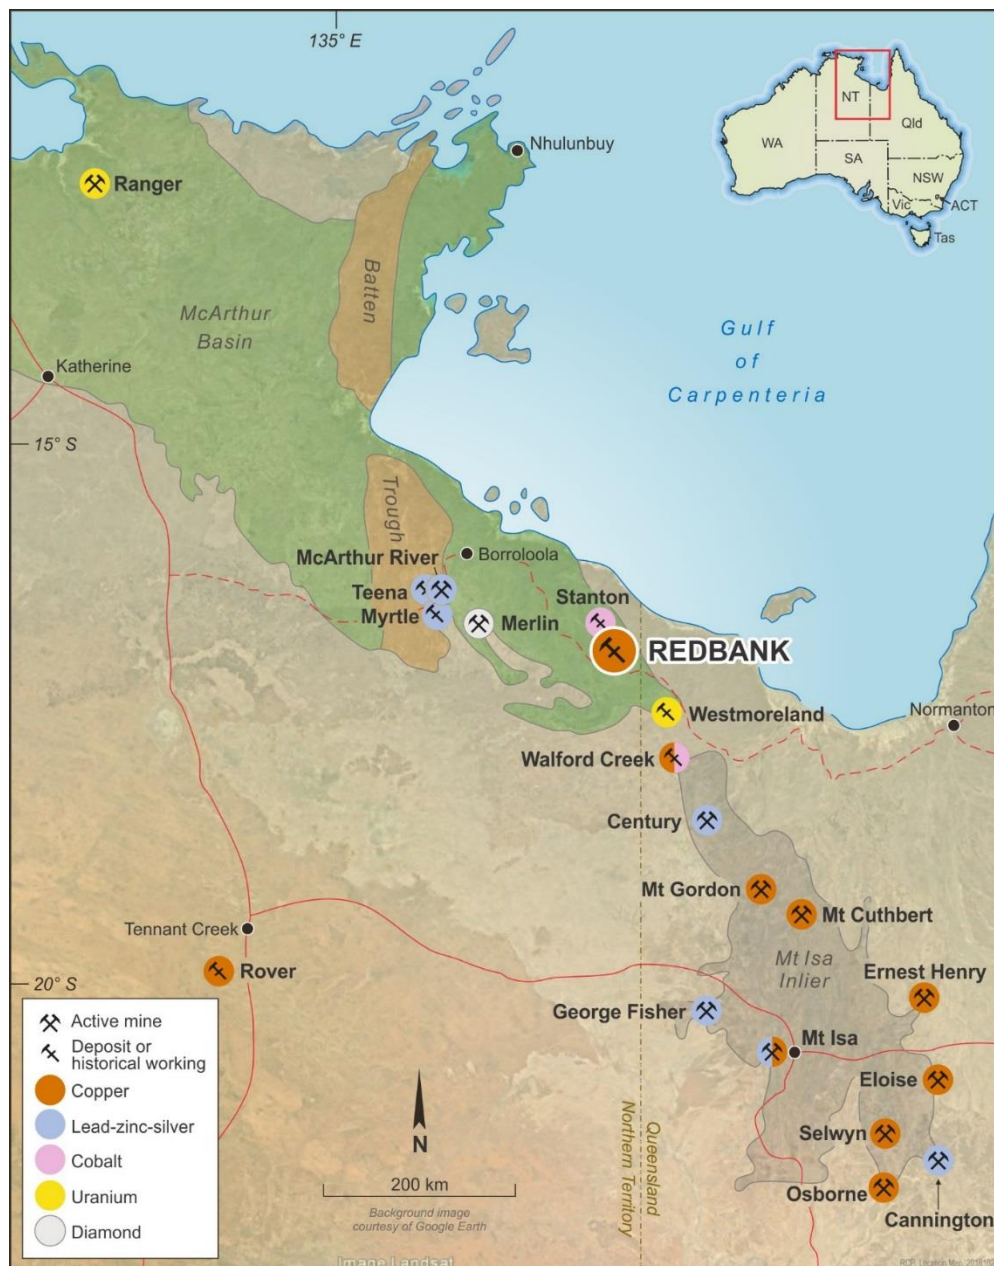 135° E
Nhulunbuy
Ranger
Batten
McArthur
Basin
Katherine
Gulf
of
Carpenteria
WA
NT
Qld
SA
NSW
Vic
ACT
Tas
15° S
Trough
McArthur River
Borroloola
Teena
Myrtle
Merlin
Stanton
REDBANK
Westmoreland
Normanton
Walford Creek
Century
Mt Gordon
Mt Cuthbert
Tennant Creek
Rover
Mt Isa
Inlier
Ernest Henry
20° S
George Fisher
Mt Isa
Eloise
Selwyn
Osborne
Cannington
Queensland
Northern Territory
Active mine
Deposit or
historical working
Copper
Lead-zinc-silver
Cobalt
Uranium
Diamond
N
200 km
Background image
courtesy of Google Earth
Image Landsat